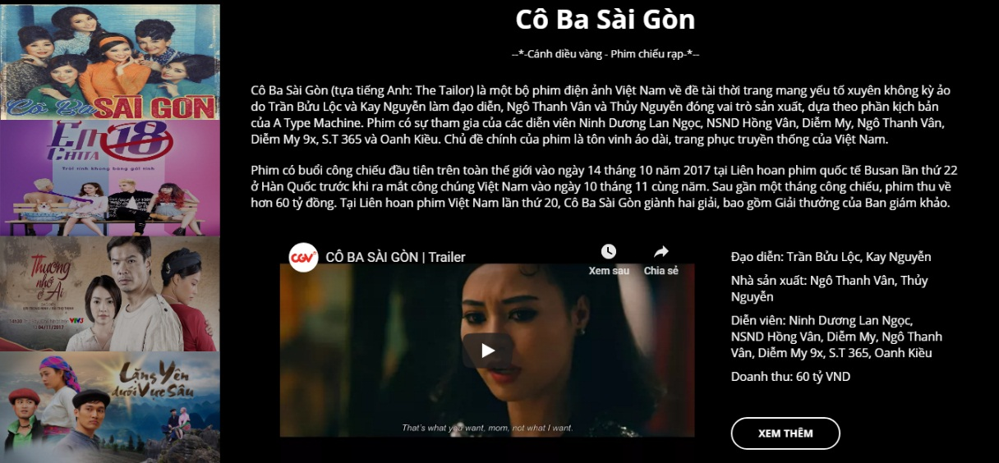 Cô Ba SÀI GÒN
Em
CHƯA
18
Thương
nhớ
ở Ai
VTV3
04/11/2017
Lặng Yên
dưới Vực Sâu
Cô Ba Sài Gòn
--*-Cánh diều vàng - Phim chiếu rạp-*--
Cô Ba Sài Gòn (tựa tiếng Anh: The Tailor) là một bộ phim điện ảnh Việt Nam về đề tài thời trang mang yếu tố xuyên không kỳ ảo
do Trần Bửu Lộc và Kay Nguyễn làm đạo diễn, Ngô Thanh Vân và Thủy Nguyễn đóng vai trò sản xuất, dựa theo phần kịch bản
của A Type Machine. Phim có sự tham gia của các diễn viên Ninh Dương Lan Ngọc, NSND Hồng Vân, Diễm My, Ngô Thanh Vân,
Diễm My 9x, S.T 365 và Oanh Kiều. Chủ đề chính của phim là tôn vinh áo dài, trang phục truyền thống của Việt Nam.
Phim có buổi công chiếu đầu tiên trên toàn thế giới vào ngày 14 tháng 10 năm 2017 tại Liên hoan phim quốc tế Busan lần thứ 22
ở Hàn Quốc trước khi ra mắt công chúng Việt Nam vào ngày 10 tháng 11 cùng năm. Sau gần một tháng công chiếu, phim thu về
hơn 60 tỷ đồng. Tại Liên hoan phim Việt Nam lần thứ 20, Cô Ba Sài Gòn giành hai giải, bao gồm Giải thưởng của Ban giám khảo.
CGV
CÔ BA SÀI GÒN | Trailer
Xem sau
Chia sẻ
That's what you want, mom, not what I want.
Đạo diễn: Trần Bửu Lộc, Kay Nguyễn
Nhà sản xuất: Ngô Thanh Vân, Thủy
Nguyễn
Diễn viên: Ninh Dương Lan Ngọc,
NSND Hồng Vân, Diễm My, Ngô Thanh
Vân, Diễm My 9x, S.T 365, Oanh Kiều
Doanh thu: 60 tỷ VND
XEM THÊM